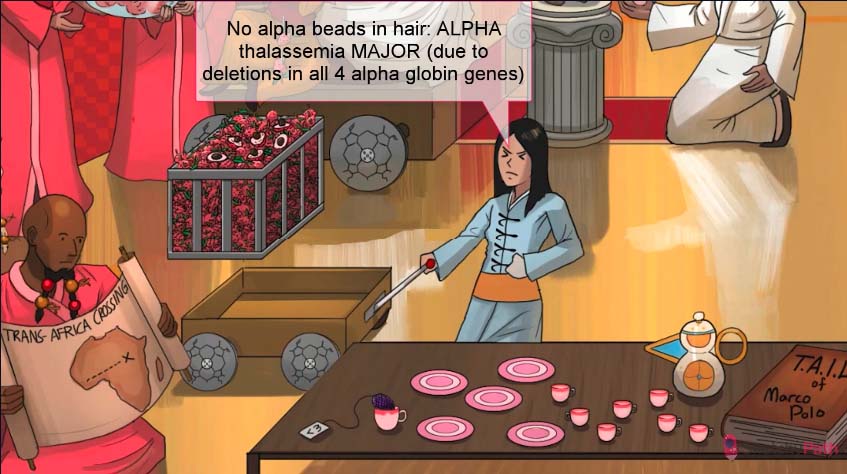 No alpha beads in hair: ALPHA
thalassemia MAJOR (due to
deletions in all 4 alpha globin genes)
TRANS-AFRICA CROSSING
X
<3
T.A.I.L
of
Marco
Polo